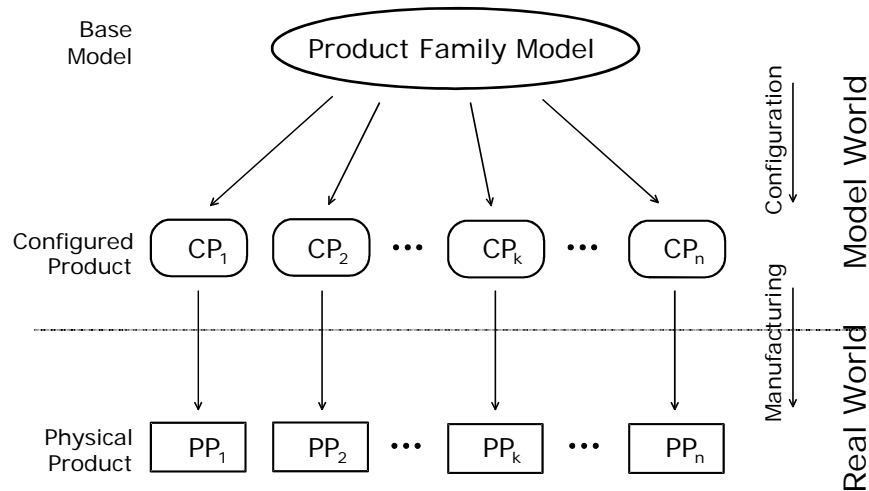 Base
Model
Product Family Model
Configuration
Model World
Configured
Product
CP₁
CP₂
•••
CPₖ
•••
CPₙ
Manufacturing
Real World
Physical
Product
PP₁
PP₂
•••
PPₖ
•••
PPₙ